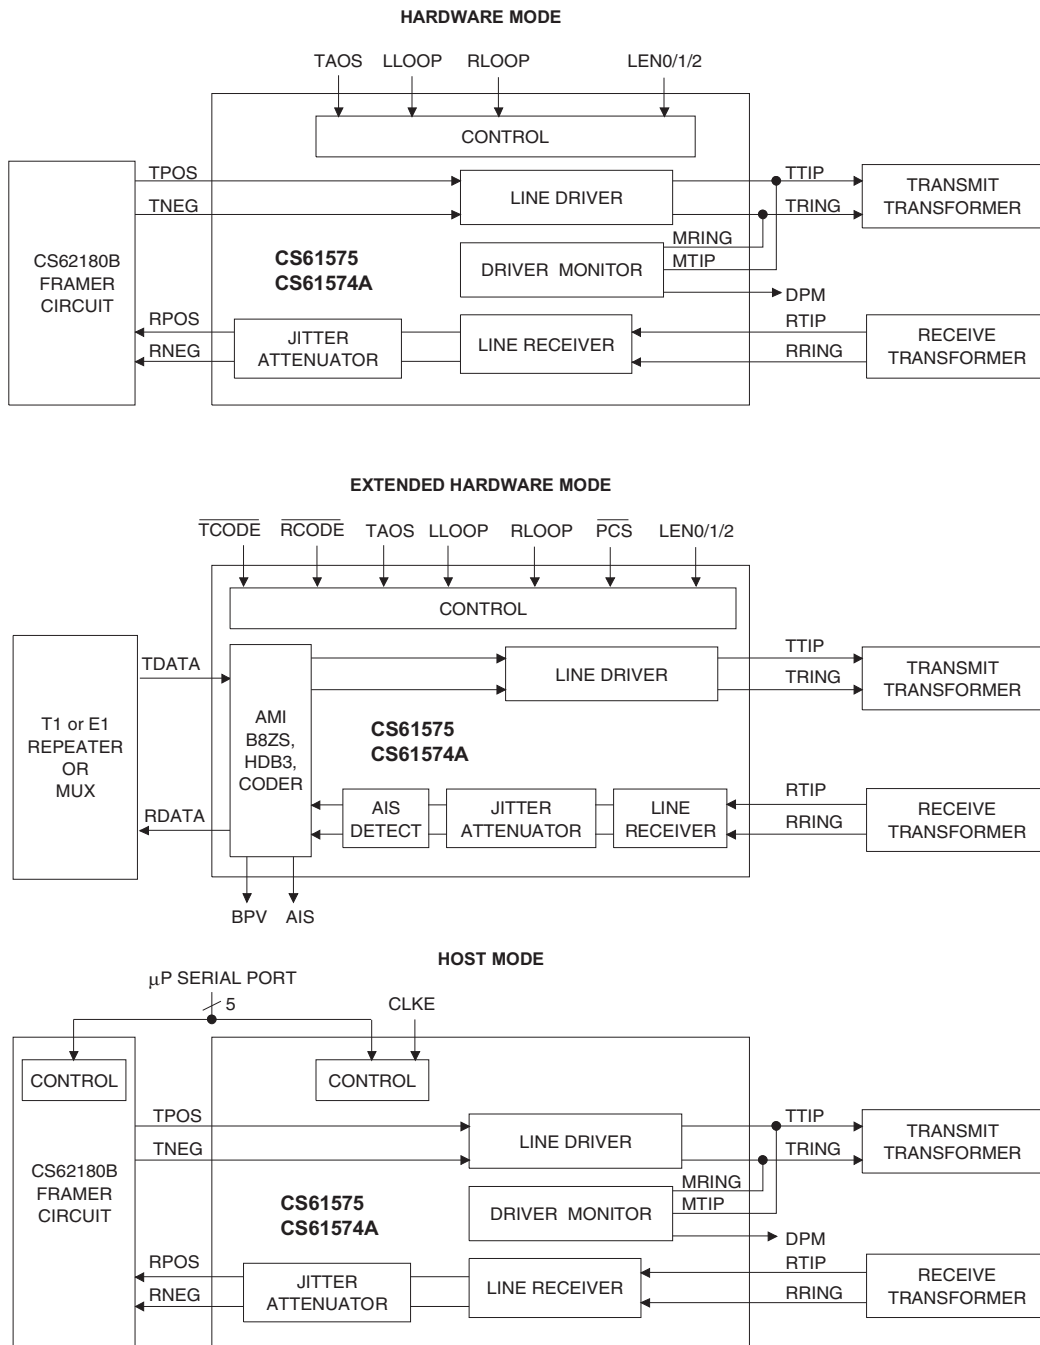 HARDWARE MODE
TAOS LLOOP RLOOP LEN0/1/2
CONTROL
TPOS
TNEG
LINE DRIVER
TTIP
TRING
TRANSMIT
TRANSFORMER
CS62180B
FRAMER
CIRCUIT
CS61575
CS61574A
DRIVER MONITOR
MRING
MTIP
DPM
RPOS
RNEG
JITTER
ATTENUATOR
LINE RECEIVER
RTIP
RRING
RECEIVE
TRANSFORMER
EXTENDED HARDWARE MODE
TCODE RCODE TAOS LLOOP RLOOP PCS LEN0/1/2
CONTROL
T1 or E1
REPEATER
OR
MUX
TDATA
RDATA
AMI
B8ZS,
HDB3,
CODER
LINE DRIVER
TTIP
TRING
TRANSMIT
TRANSFORMER
CS61575
CS61574A
AIS
DETECT
JITTER
ATTENUATOR
LINE
RECEIVER
RTIP
RRING
RECEIVE
TRANSFORMER
BPV AIS
HOST MODE
μP SERIAL PORT
5
CLKE
CONTROL
CONTROL
TPOS
TNEG
LINE DRIVER
TTIP
TRING
TRANSMIT
TRANSFORMER
CS62180B
FRAMER
CIRCUIT
CS61575
CS61574A
DRIVER MONITOR
MRING
MTIP
DPM
RPOS
RNEG
JITTER
ATTENUATOR
LINE RECEIVER
RTIP
RRING
RECEIVE
TRANSFORMER